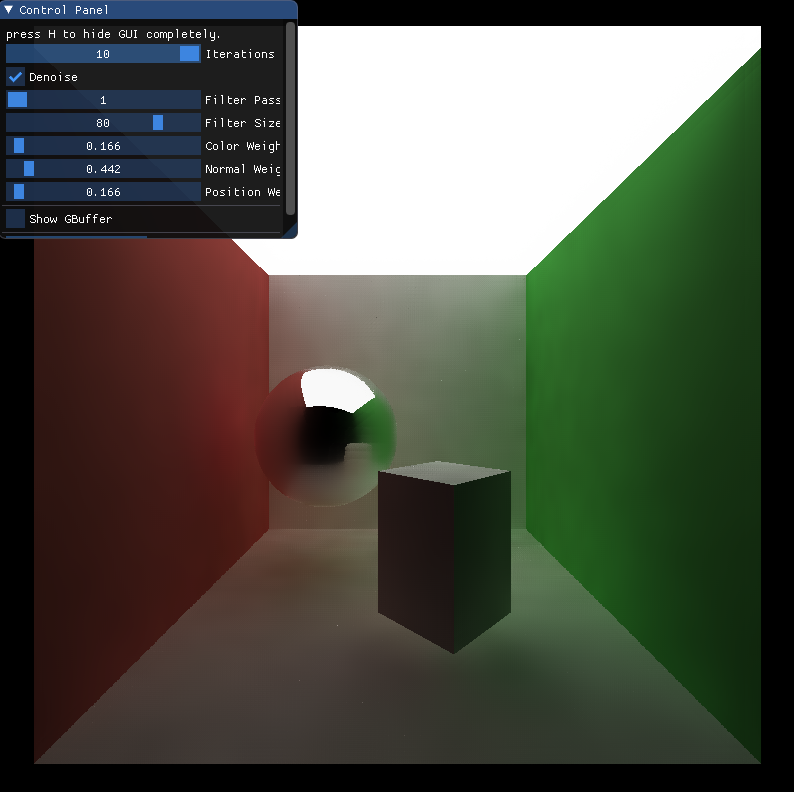 Control Panel
press H to hide GUI completely.
10 Iterations
Denoise
1 Filter Pass
80 Filter Size
0.166 Color Weigh
0.442 Normal Weig
0.166 Position We
Show GBuffer